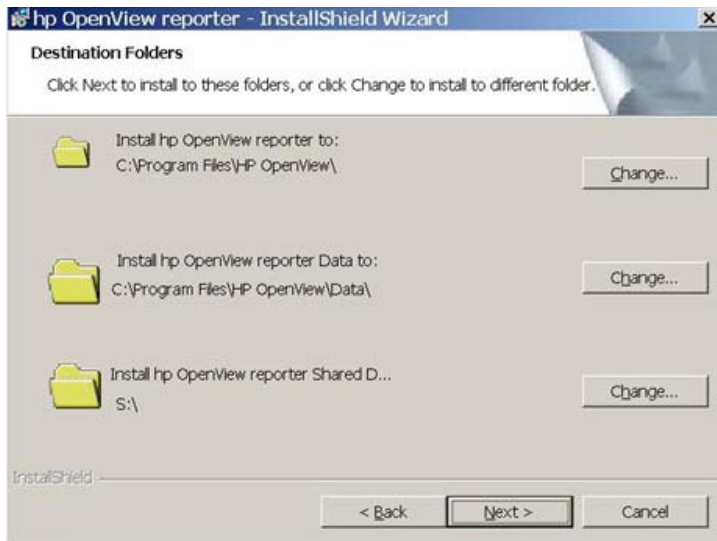 hp OpenView reporter - InstallShield Wizard
Destination Folders
Click Next to install to these folders, or click Change to install to different folder.
Install hp OpenView reporter to:
C:\Program Files\HP OpenView\
Change...
Install hp OpenView reporter Data to:
C:\Program Files\HP OpenView\Data\
Change...
Install hp OpenView reporter Shared D...
S:\
Change...
InstallShield
< Back
Next >
Cancel